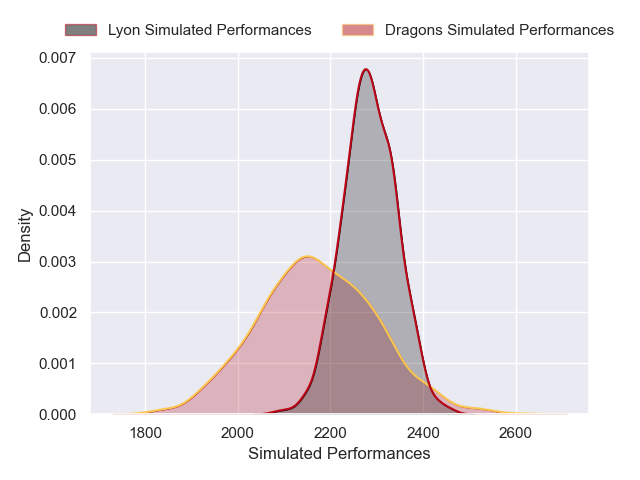 Lyon Simulated Performances Dragons Simulated Performances
0.007
0.006
0.005
0.004
0.003
0.002
0.001
0.000
Density
1800 2000 2200 2400 2600
Simulated Performances